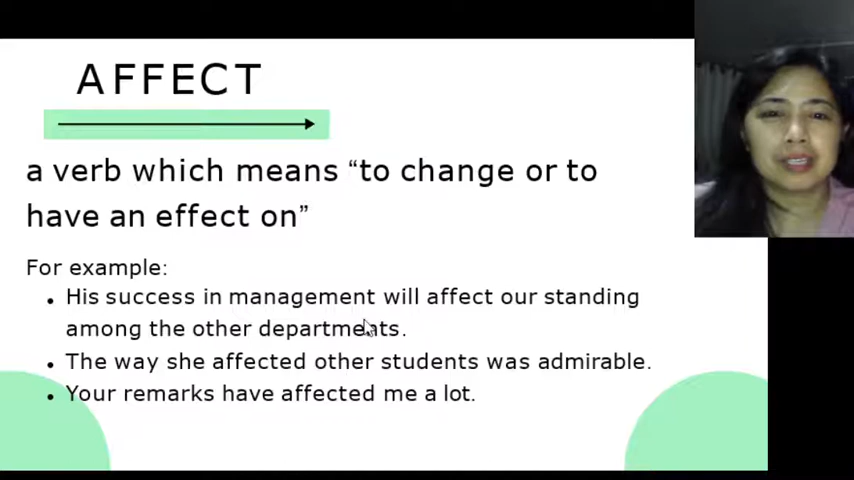 AFFECT
a verb which means “to change or to
have an effect on”
For example:
• His success in management will affect our standing
among the other departments.
• The way she affected other students was admirable.
• Your remarks have affected me a lot.